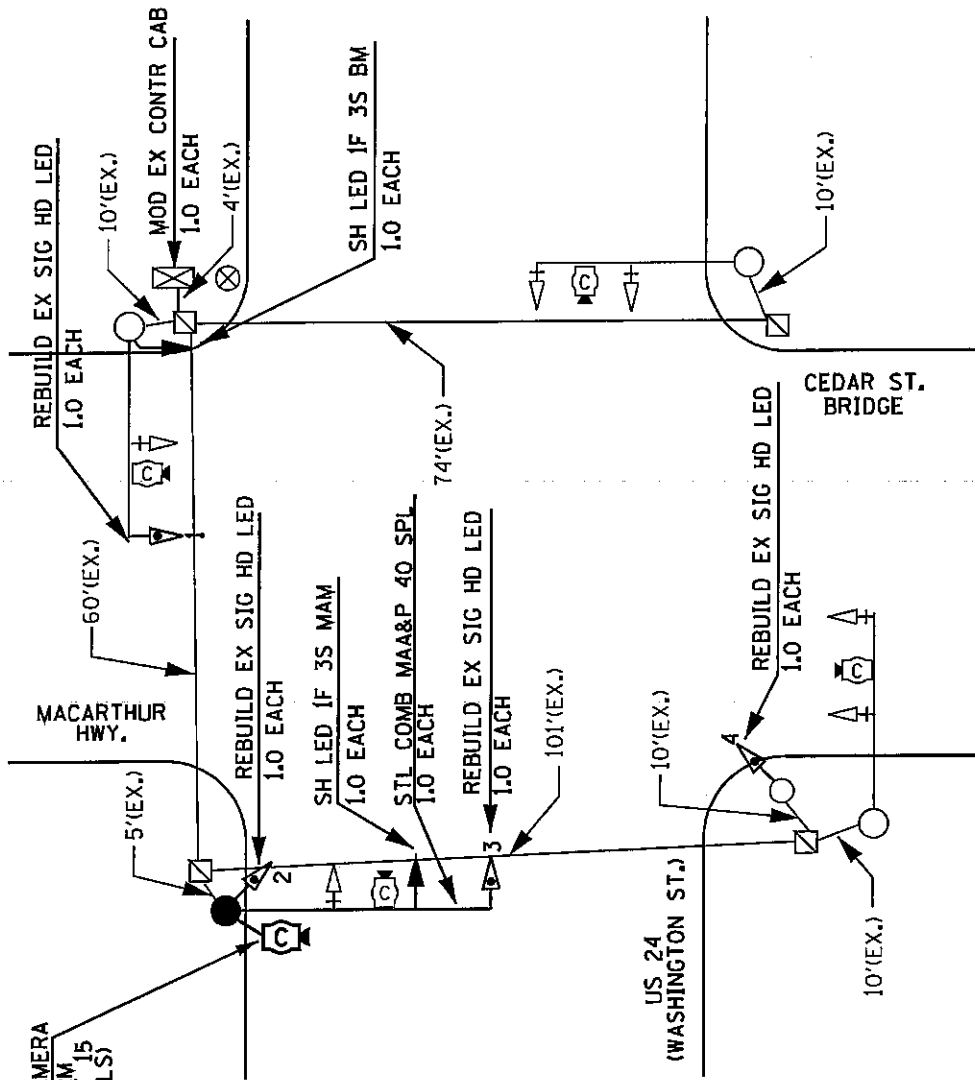 REBUILD EX SIG HD LED
1.0 EACH
10'(EX.)
MOD EX CONTR CAB
1.0 EACH
4'(EX.)
SH LED 1F 3S BM
1.0 EACH
C
60'(EX.)
MACARTHUR
HWY.
5'(EX.)
REBUILD EX SIG HD LED
1.0 EACH
SH LED 1F 3S MAM
1.0 EACH
STL COMB MAA&P 40 SPL
1.0 EACH
REBUILD EX SIG HD LED
1.0 EACH
74'(EX.)
C
10'(EX.)
CEDAR ST.
BRIDGE
2
3
C
C
101'(EX.)
MERA
M 15
LS)
US 24
(WASHINGTON ST.)
10'(EX.)
REBUILD EX SIG HD LED
1.0 EACH
4
C
10'(EX.)